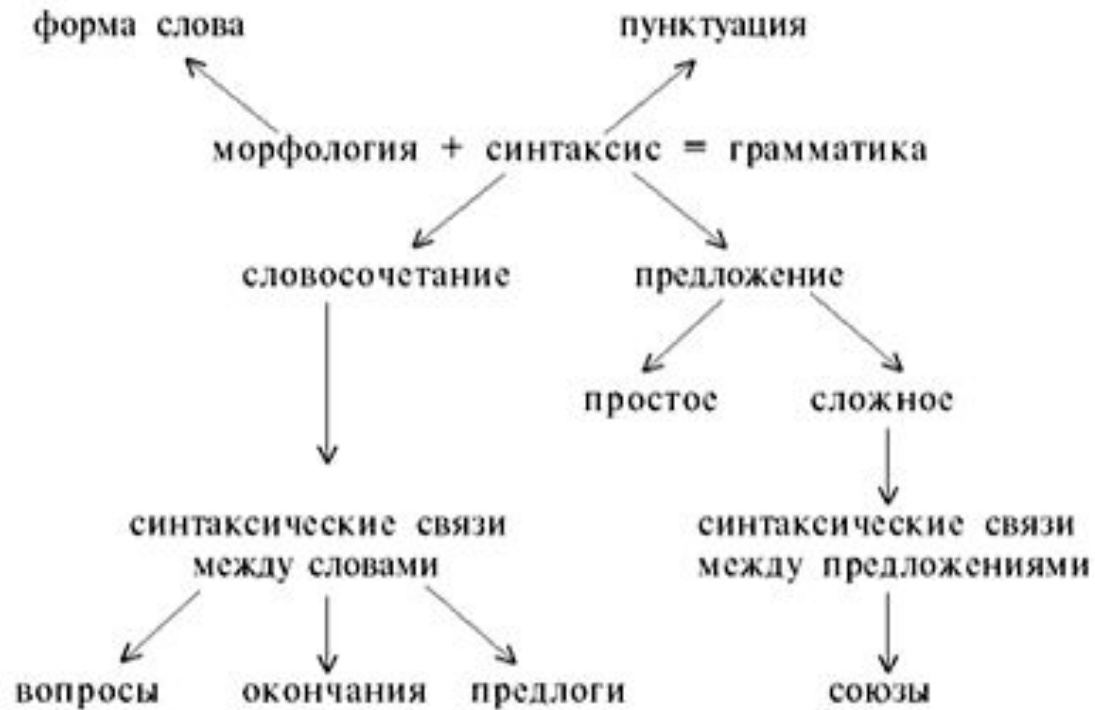 форма слова
пунктуация
морфология + синтаксис = грамматика
словосочетание
предложение
простое
сложное
синтаксические связи
между словами
синтаксические связи
между предложениями
вопросы
окончания
предлоги
союзы